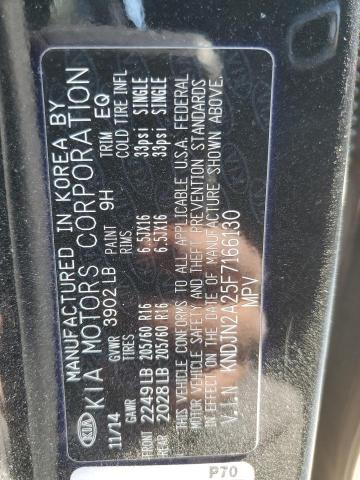 MANUFACTURED IN KOREA BY
KIA KIA MOTORS CORPORATION
11/14 GVWR 3902 LB PAINT 9H TRIM EQ
GAWR TIRES RIMS COLD TIRE INFL
FRONT 2249 LB 205/60 R16 6.5JX16 33psi SINGLE
REAR 2028 LB 205/60 R16 6.5JX16 33psi SINGLE
THIS VEHICLE CONFORMS TO ALL APPLICABLE U.S.A. FEDERAL
MOTOR VEHICLE SAFETY AND THEFT PREVENTION STANDARDS
IN EFFECT ON THE DATE OF MANUFACTURE SHOWN ABOVE
V.I.N KNDJN2A25F7166130
MPV
P70